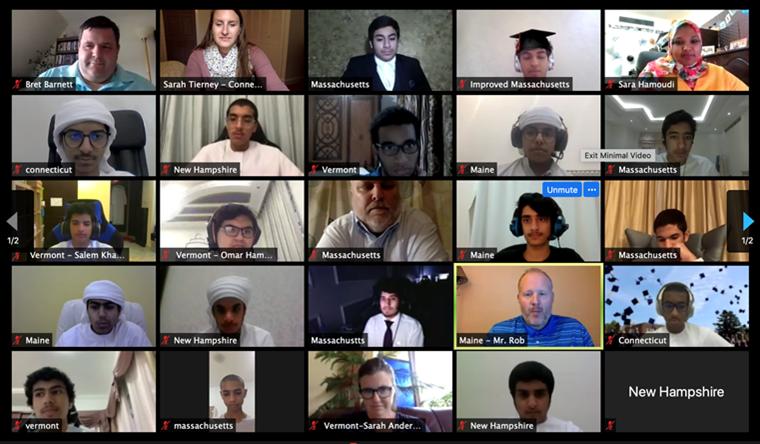 Bret Barnett
Sarah Tierney - Conne...
Massachusetts
Improved Massachusetts
Sara Hamoudi
connecticut
New Hampshire
Vermont
Maine
Exit Minimal Video
Massachusetts
Unmute ...
1/2
1/2
Vermont - Salem Kha...
Vermont - Omar Ham...
Massachusetts
Maine
Massachusetts
Maine
New Hampshire
Massachustts
Maine - Mr. Rob
Connecticut
vermont
massachusetts
Vermont-Sarah Ander...
New Hampshire
New Hampshire